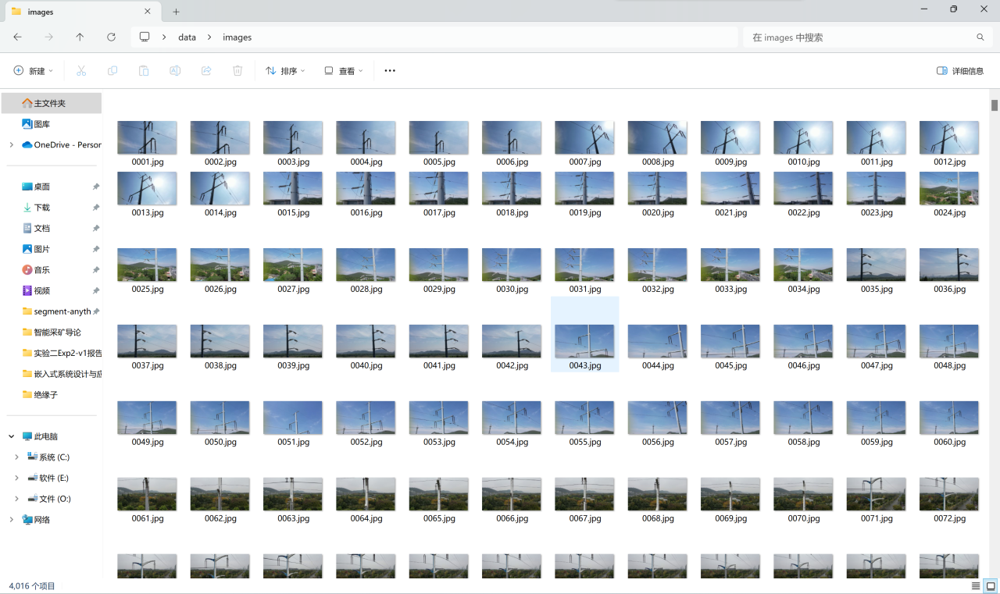 images
data > images
在 images 中搜索
新建
排序
查看
详细信息
主文件夹
图库
OneDrive - Person
桌面
下载
文档
图片
音乐
视频
segment-anyth
智能采矿导论
实验二Exp2-v1报告
嵌入式系统设计与应
绝缘子
此电脑
系统 (C:)
软件 (E:)
文件 (O:)
网络
0001.jpg 0002.jpg 0003.jpg 0004.jpg 0005.jpg 0006.jpg 0007.jpg 0008.jpg 0009.jpg 0010.jpg 0011.jpg 0012.jpg
0013.jpg 0014.jpg 0015.jpg 0016.jpg 0017.jpg 0018.jpg 0019.jpg 0020.jpg 0021.jpg 0022.jpg 0023.jpg 0024.jpg
0025.jpg 0026.jpg 0027.jpg 0028.jpg 0029.jpg 0030.jpg 0031.jpg 0032.jpg 0033.jpg 0034.jpg 0035.jpg 0036.jpg
0037.jpg 0038.jpg 0039.jpg 0040.jpg 0041.jpg 0042.jpg 0043.jpg 0044.jpg 0045.jpg 0046.jpg 0047.jpg 0048.jpg
0049.jpg 0050.jpg 0051.jpg 0052.jpg 0053.jpg 0054.jpg 0055.jpg 0056.jpg 0057.jpg 0058.jpg 0059.jpg 0060.jpg
0061.jpg 0062.jpg 0063.jpg 0064.jpg 0065.jpg 0066.jpg 0067.jpg 0068.jpg 0069.jpg 0070.jpg 0071.jpg 0072.jpg
4,016 个项目